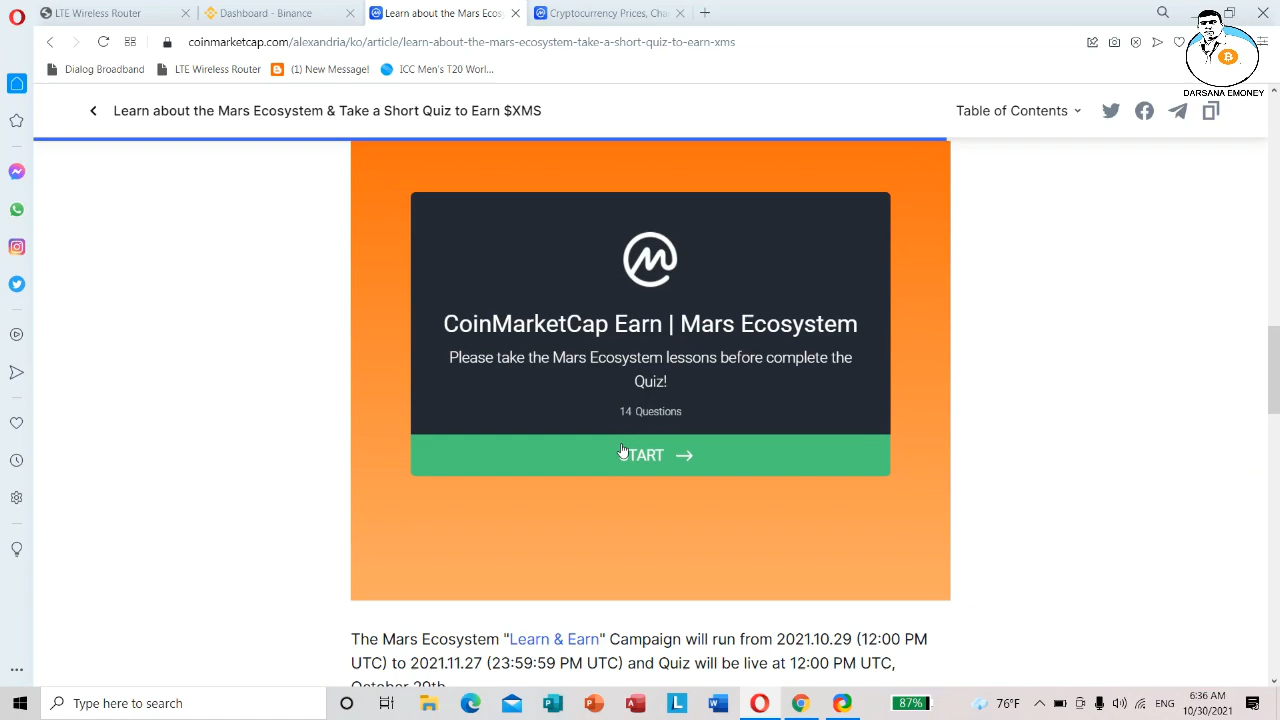 LTE Wireless Router
Dashboard - Binance
Learn about the Mars Ecos
Cryptocurrency Prices, Cha
coinmarketcap.com/alexandria/ko/article/learn-about-the-mars-ecosystem-take-a-short-quiz-to-earn-xms
Dialog Broadband
LTE Wireless Router
(1) New Message!
ICC Men's T20 Worl...
DARSANA EMONEY
Learn about the Mars Ecosystem & Take a Short Quiz to Earn $XMS
Table of Contents
CoinMarketCap Earn | Mars Ecosystem
Please take the Mars Ecosystem lessons before complete the
Quiz!
14 Questions
START
The Mars Ecosystem "Learn & Earn" Campaign will run from 2021.10.29 (12:00 PM
UTC) to 2021.11.27 (23:59:59 PM UTC) and Quiz will be live at 12:00 PM UTC,
October 29th
Type here to search
87%
76°F
ENG
6:36 AM
10/30/2021